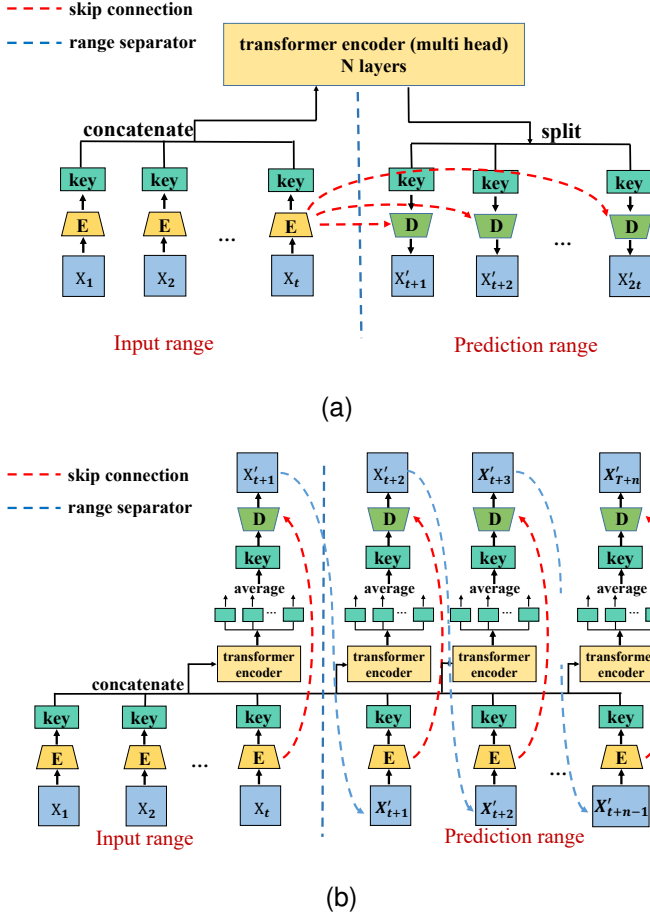 skip connection
range separator
transformer encoder (multi head)
N layers
concatenate
split
key key key key key key
E E ... E D D ... D
X₁ X₂ Xₜ X′ₜ₊₁ X′ₜ₊₂ X′₂ₜ
Input range Prediction range
(a)
skip connection
range separator
X′ₜ₊₁ X′ₜ₊₂ X′ₜ₊₃ X′_T₊ₙ
D D D D
key key key key
average average average average
... ... ... ...
transformer encoder transformer encoder transformer encoder transformer encoder
concatenate
key key key key key key
E E ... E E E ... E
X₁ X₂ Xₜ X′ₜ₊₁ X′ₜ₊₂ X′ₜ₊ₙ₋₁
Input range Prediction range
(b)